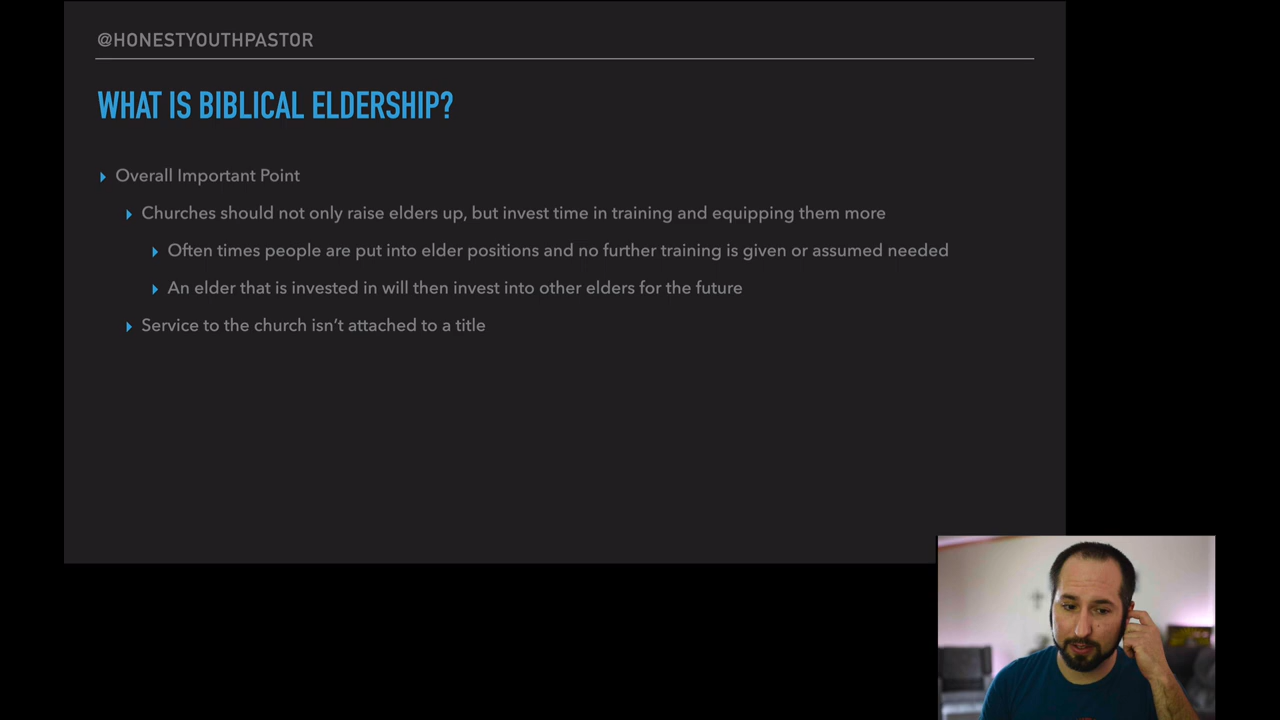 @HONESTYOUTHPASTOR
WHAT IS BIBLICAL ELDERSHIP?
Overall Important Point
Churches should not only raise elders up, but invest time in training and equipping them more
Often times people are put into elder positions and no further training is given or assumed needed
An elder that is invested in will then invest into other elders for the future
Service to the church isn’t attached to a title